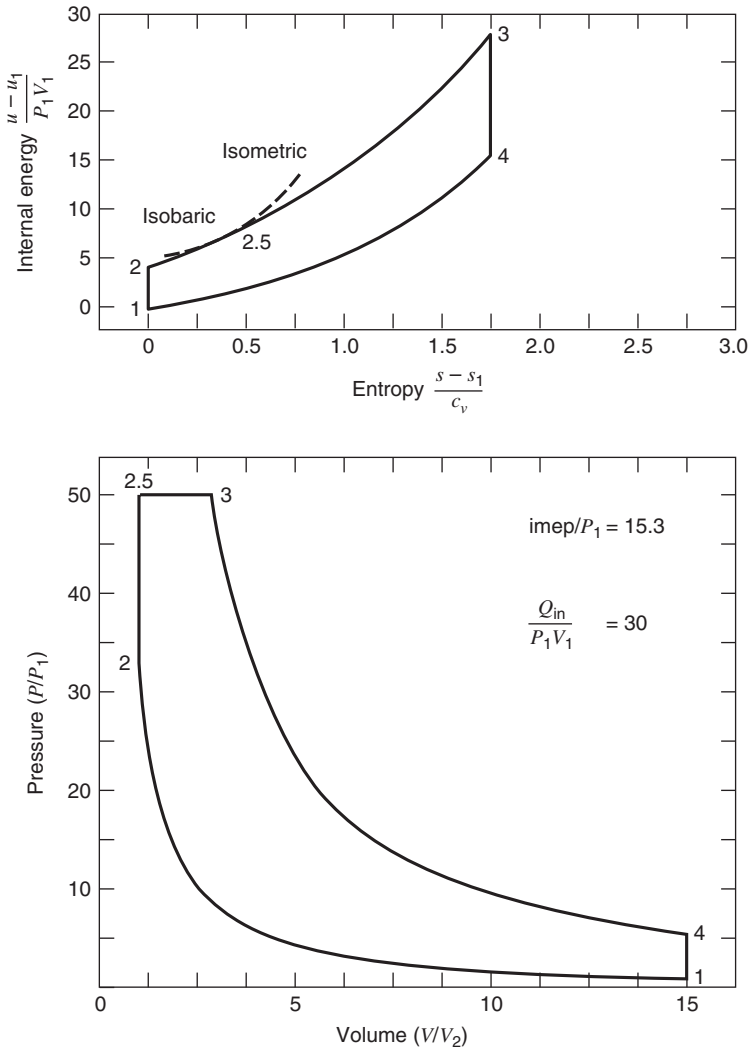 30
25
20
15
10
5
0
Internal energy (u − u1)/(P1V1)
Isometric
Isobaric
2.5
3
4
2
1
0 0.5 1.0 1.5 2.0 2.5 3.0
Entropy (s − s1)/cv
50
40
30
20
10
Pressure (P/P1)
2.5
3
2
4
1
imep/P1 = 15.3
Qin/(P1V1) = 30
0 5 10 15
Volume (V/V2)